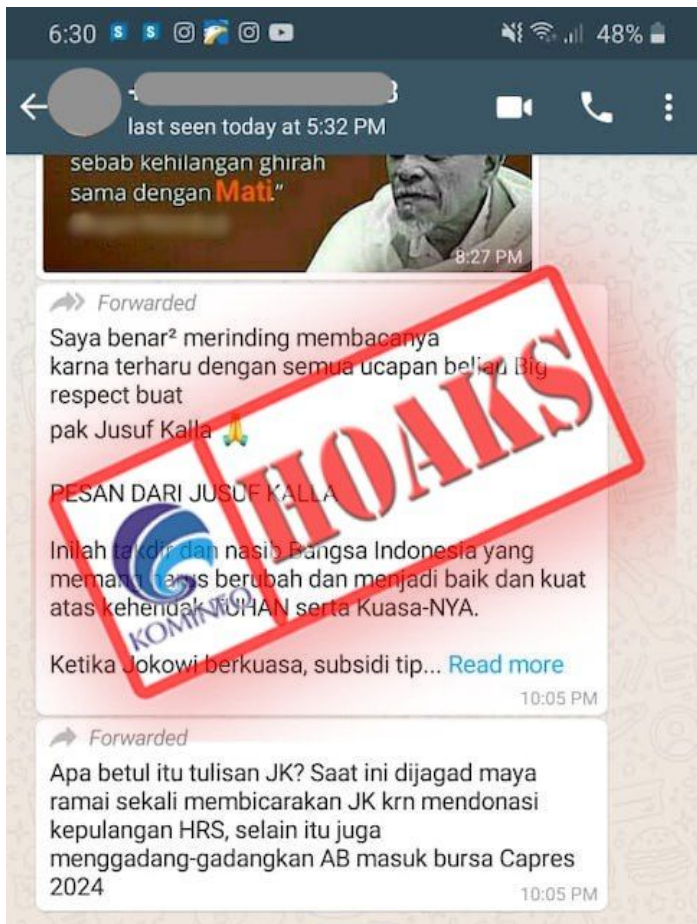 6:30
48%
last seen today at 5:32 PM
sebab kehilangan ghirah
sama dengan Mati."
8:27 PM
Forwarded
Saya benar² merinding membacanya
karna terharu dengan semua ucapan beliau Big
respect buat
pak Jusuf Kalla 🙏
PESAN DARI JUSUF KALLA
Inilah takdir dan nasib Bangsa Indonesia yang
memang harus berubah dan menjadi baik dan kuat
atas kehendak TUHAN serta Kuasa-NYA.
Ketika Jokowi berkuasa, subsidi tip... Read more
10:05 PM
KOMINFO
HOAKS
Forwarded
Apa betul itu tulisan JK? Saat ini dijagad maya
ramai sekali membicarakan JK krn mendonasi
kepulangan HRS, selain itu juga
menggadang-gadangkan AB masuk bursa Capres
2024
10:05 PM